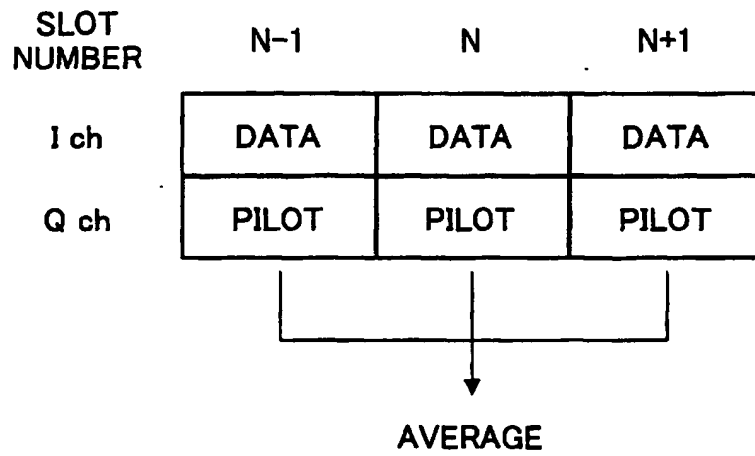 SLOT
NUMBER N-1 N N+1
I ch DATA DATA DATA
Q ch PILOT PILOT PILOT
AVERAGE